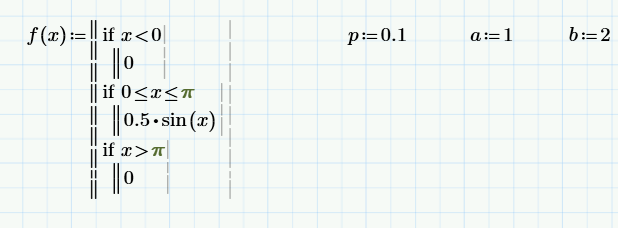 f(x):=‖if x<0 p:=0.1 a:=1 b:=2
‖0
if 0≤x≤π
‖0.5•sin(x)
if x>π
‖0